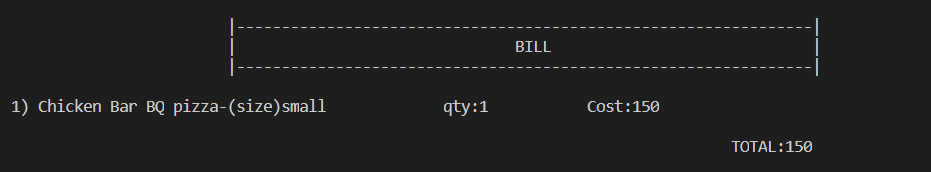 |----------------------------------------------------------------|
| BILL |
|----------------------------------------------------------------|
1) Chicken Bar BQ pizza-(size)small qty:1 Cost:150
TOTAL:150